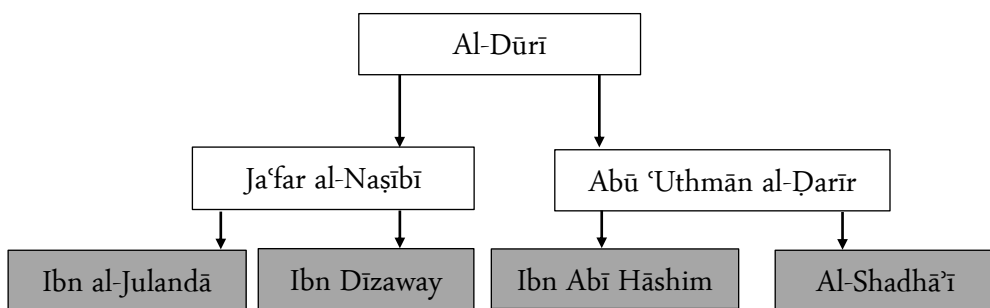 Al-Dūrī
Jaʿfar al-Naṣībī
Abū ʿUthmān al-Ḍarīr
Ibn al-Julandā
Ibn Dīzaway
Ibn Abī Hāshim
Al-Shadhāʾī